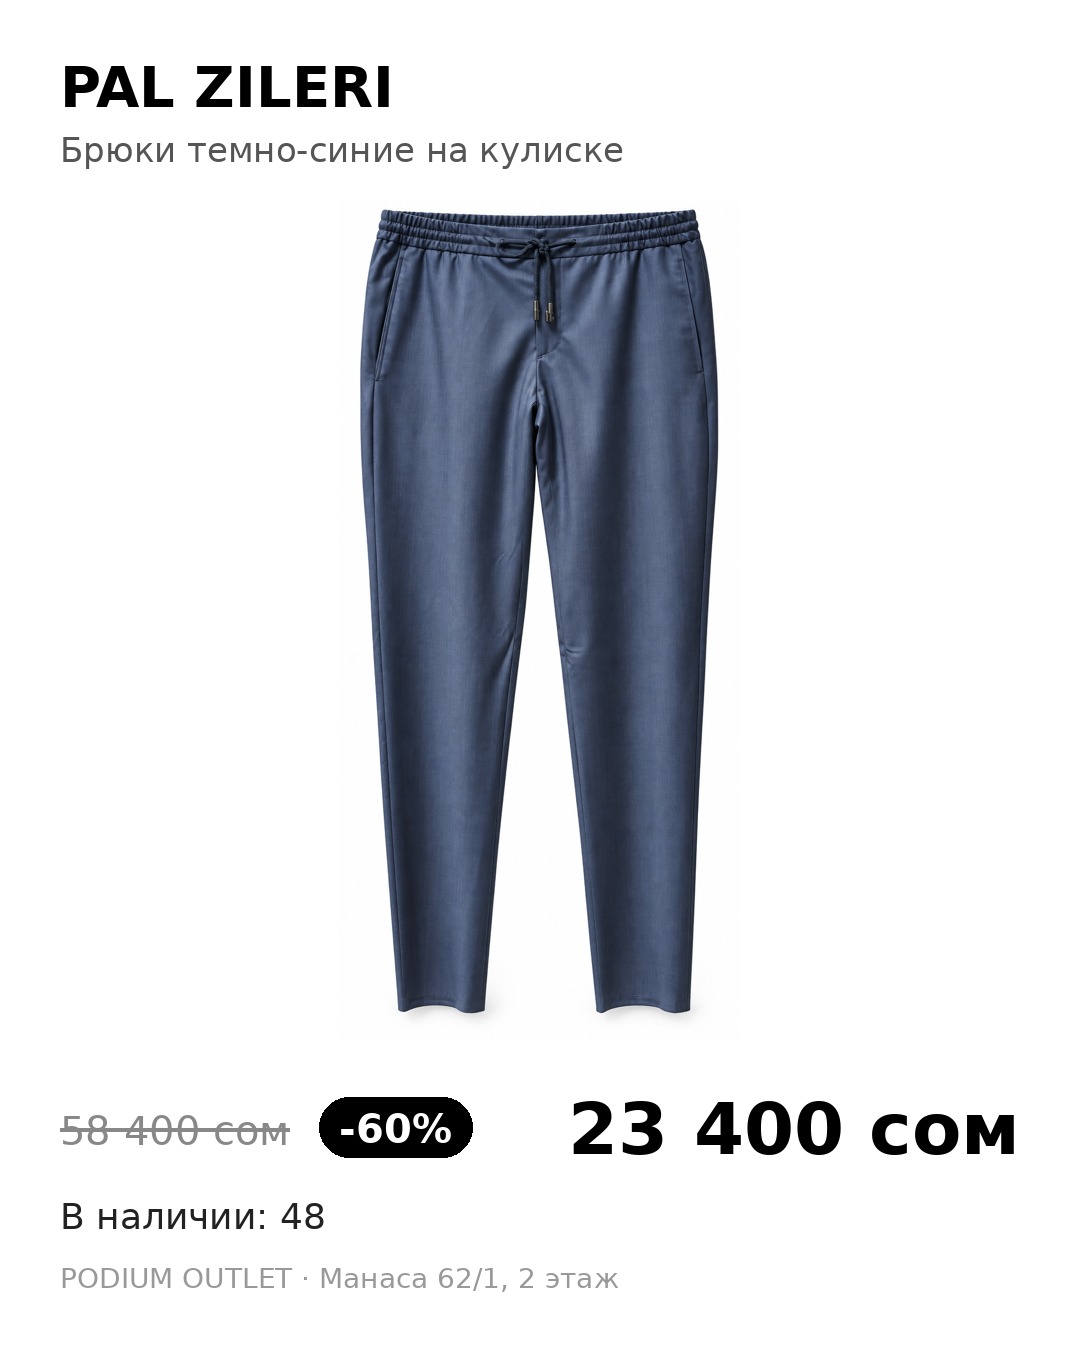 PAL ZILERI
Брюки темно-синие на кулиске
58 400 сом -60% 23 400 сом
В наличии: 48
PODIUM OUTLET · Манаса 62/1, 2 этаж